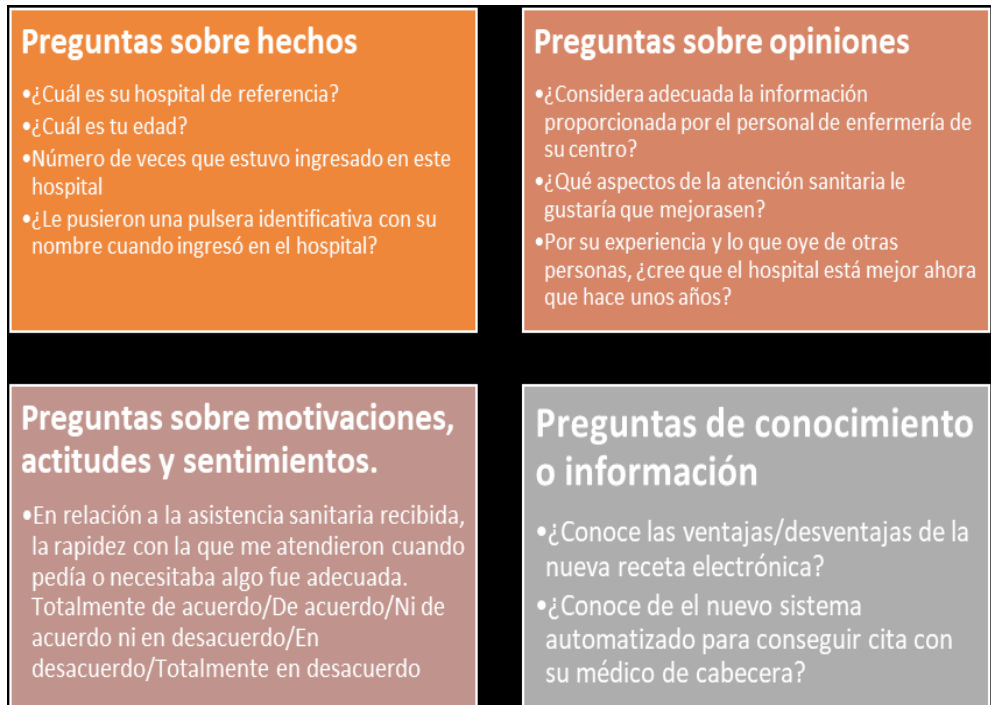 Preguntas sobre hechos
•¿Cuál es su hospital de referencia?
•¿Cuál es tu edad?
•Número de veces que estuvo ingresado en este
hospital
•¿Le pusieron una pulsera identificativa con su
nombre cuando ingresó en el hospital?
Preguntas sobre opiniones
•¿Considera adecuada la información
proporcionada por el personal de enfermería de
su centro?
•¿Qué aspectos de la atención sanitaria le
gustaría que mejorasen?
•Por su experiencia y lo que oye de otras
personas, ¿cree que el hospital está mejor ahora
que hace unos años?
Preguntas sobre motivaciones,
actitudes y sentimientos.
•En relación a la asistencia sanitaria recibida,
la rapidez con la que me atendieron cuando
pedía o necesitaba algo fue adecuada.
Totalmente de acuerdo/De acuerdo/Ni de
acuerdo ni en desacuerdo/En
desacuerdo/Totalmente en desacuerdo
Preguntas de conocimiento
o información
•¿Conoce las ventajas/desventajas de la
nueva receta electrónica?
•¿Conoce de el nuevo sistema
automatizado para conseguir cita con
su médico de cabecera?